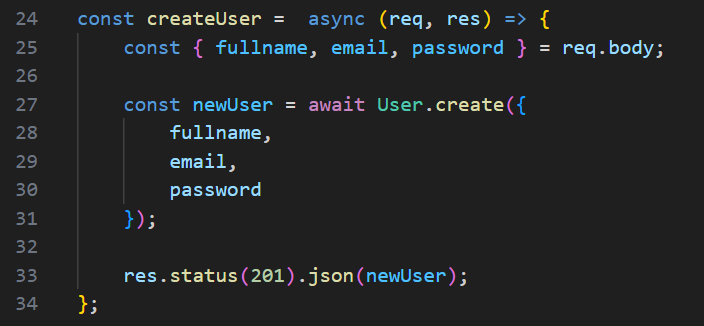 24 const createUser =  async (req, res) => {
25     const { fullname, email, password } = req.body;
26
27     const newUser = await User.create({
28         fullname,
29         email,
30         password
31     });
32
33     res.status(201).json(newUser);
34 };